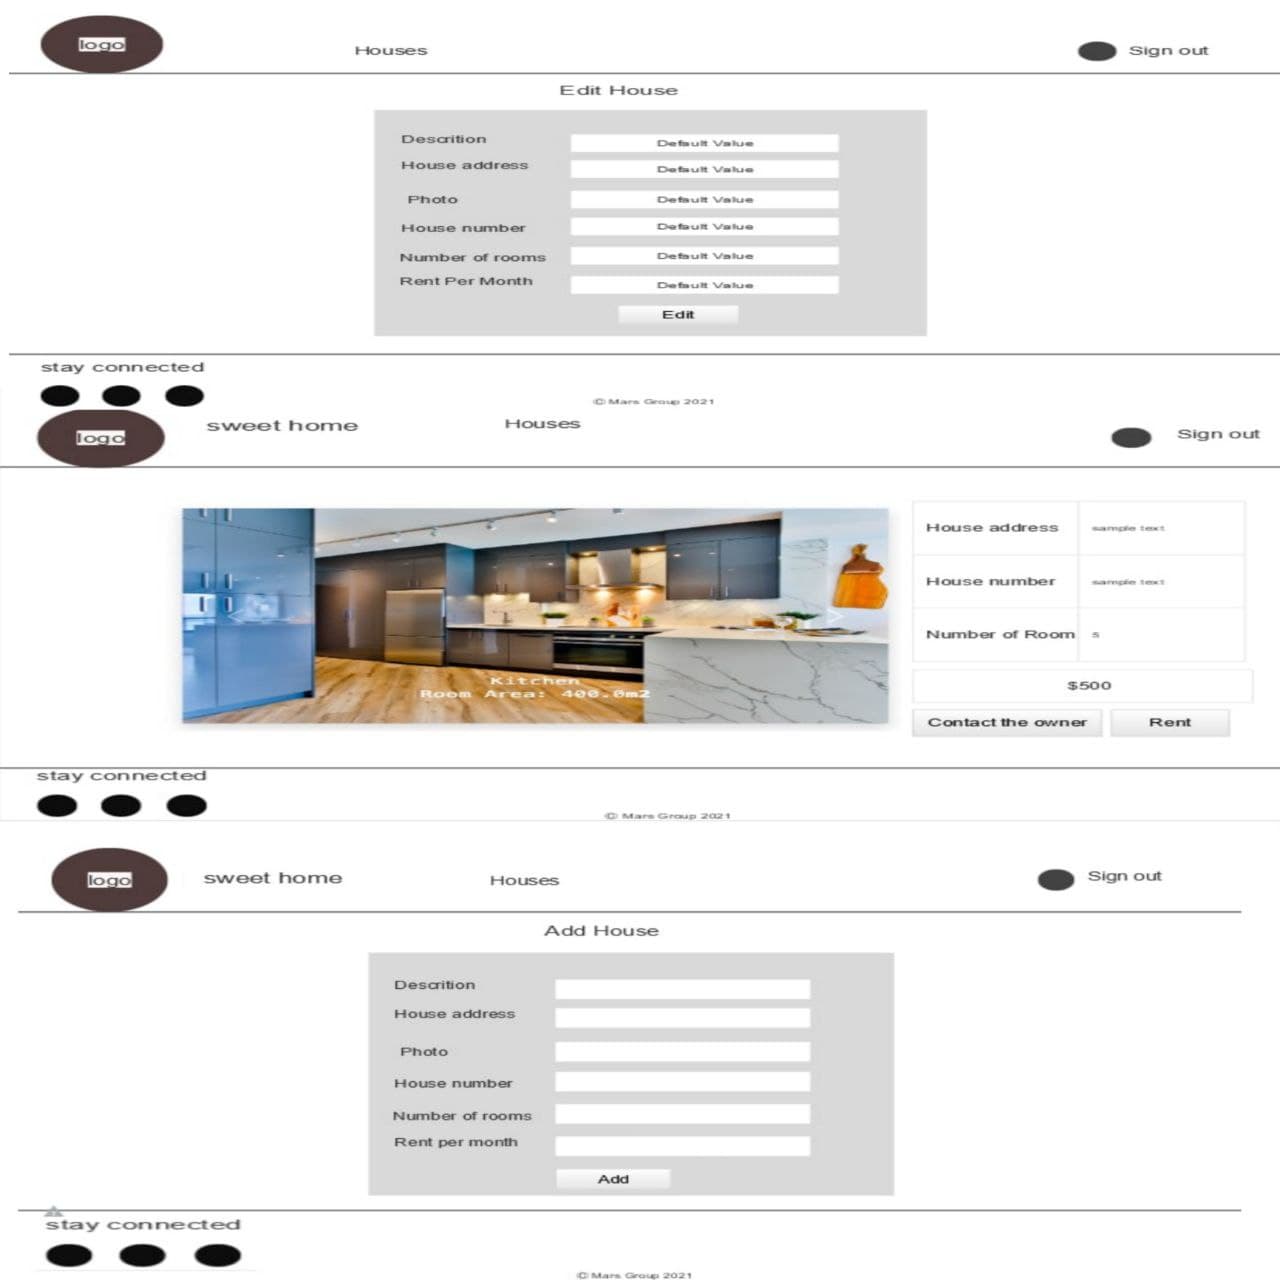 logo
Houses
Sign out
Edit House
Descrition
Default Value
House address
Default Value
Photo
Default Value
House number
Default Value
Number of rooms
Default Value
Rent Per Month
Default Value
Edit
stay connected
© Mars Group 2021
logo
sweet home
Houses
Sign out
Kitchen
Room Area: 400.0m2
House address
sample text
House number
sample text
Number of Room
s
$500
Contact the owner
Rent
stay connected
© Mars Group 2021
logo
sweet home
Houses
Sign out
Add House
Descrition
House address
Photo
House number
Number of rooms
Rent per month
Add
stay connected
© Mars Group 2021